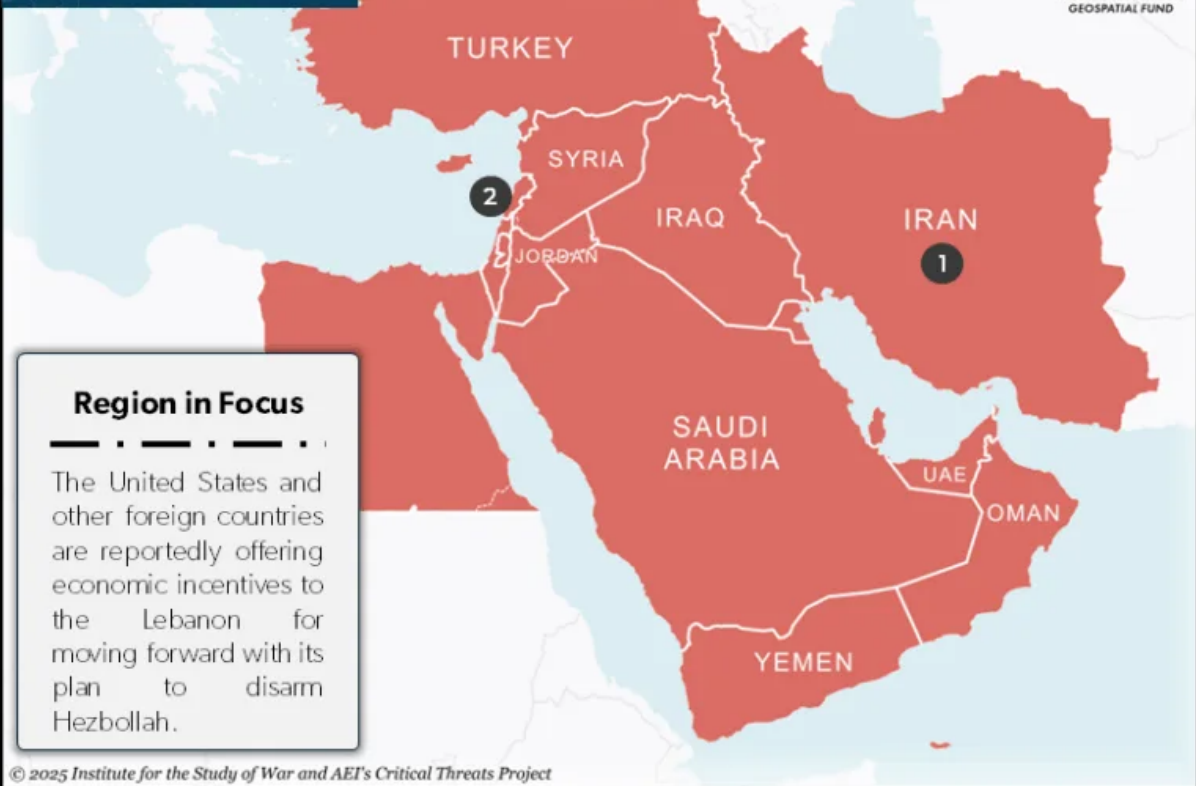 GEOSPATIAL FUND
TURKEY
SYRIA
2
IRAQ
IRAN
JORDAN
1
Region in Focus
The United States and
other foreign countries
are reportedly offering
economic incentives to
the Lebanon for
moving forward with its
plan to disarm
Hezbollah.
SAUDI
ARABIA
UAE
OMAN
YEMEN
© 2025 Institute for the Study of War and AEI's Critical Threats Project